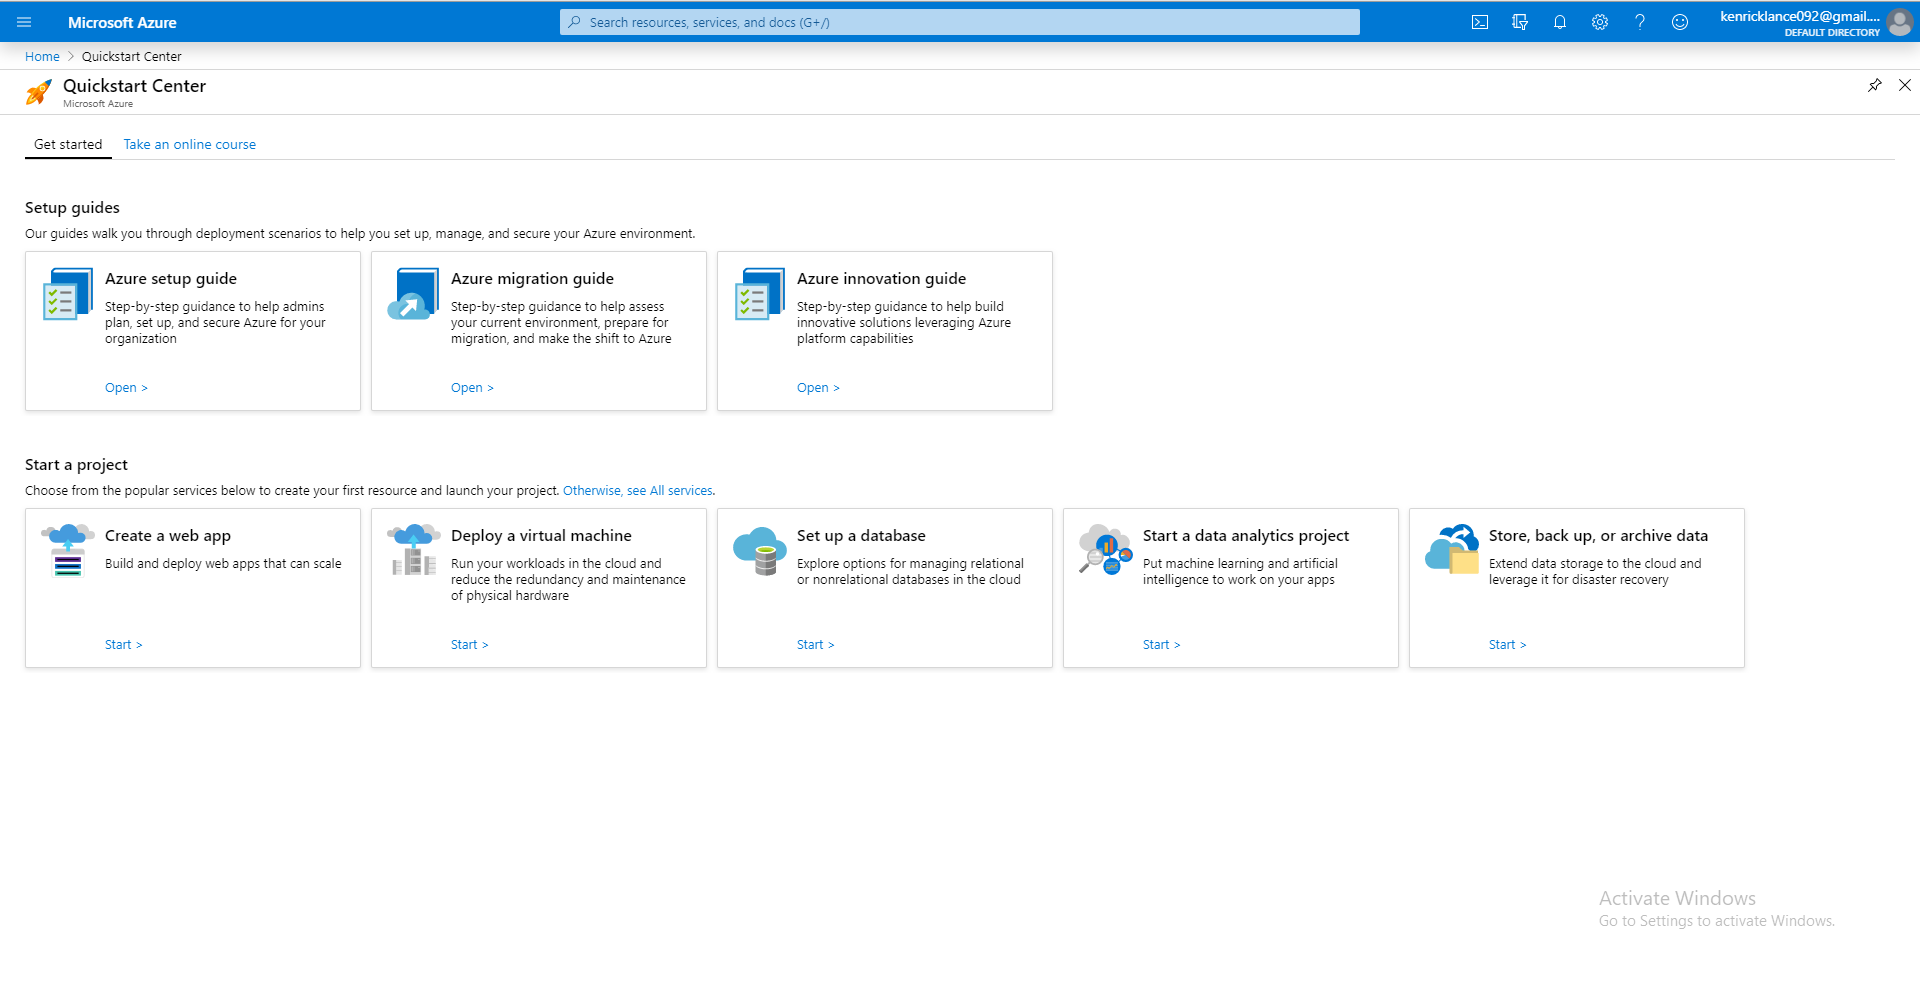 Microsoft Azure
Search resources, services, and docs (G+/)
kenricklance092@gmail....
DEFAULT DIRECTORY
Home > Quickstart Center
Quickstart Center
Microsoft Azure
Get started
Take an online course
Setup guides
Our guides walk you through deployment scenarios to help you set up, manage, and secure your Azure environment.
Azure setup guide
Step-by-step guidance to help admins
plan, set up, and secure Azure for your
organization
Open >
Azure migration guide
Step-by-step guidance to help assess
your current environment, prepare for
migration, and make the shift to Azure
Open >
Azure innovation guide
Step-by-step guidance to help build
innovative solutions leveraging Azure
platform capabilities
Open >
Start a project
Choose from the popular services below to create your first resource and launch your project. Otherwise, see All services.
Create a web app
Build and deploy web apps that can scale
Start >
Deploy a virtual machine
Run your workloads in the cloud and
reduce the redundancy and maintenance
of physical hardware
Start >
Set up a database
Explore options for managing relational
or nonrelational databases in the cloud
Start >
Start a data analytics project
Put machine learning and artificial
intelligence to work on your apps
Start >
Store, back up, or archive data
Extend data storage to the cloud and
leverage it for disaster recovery
Start >
Activate Windows
Go to Settings to activate Windows.